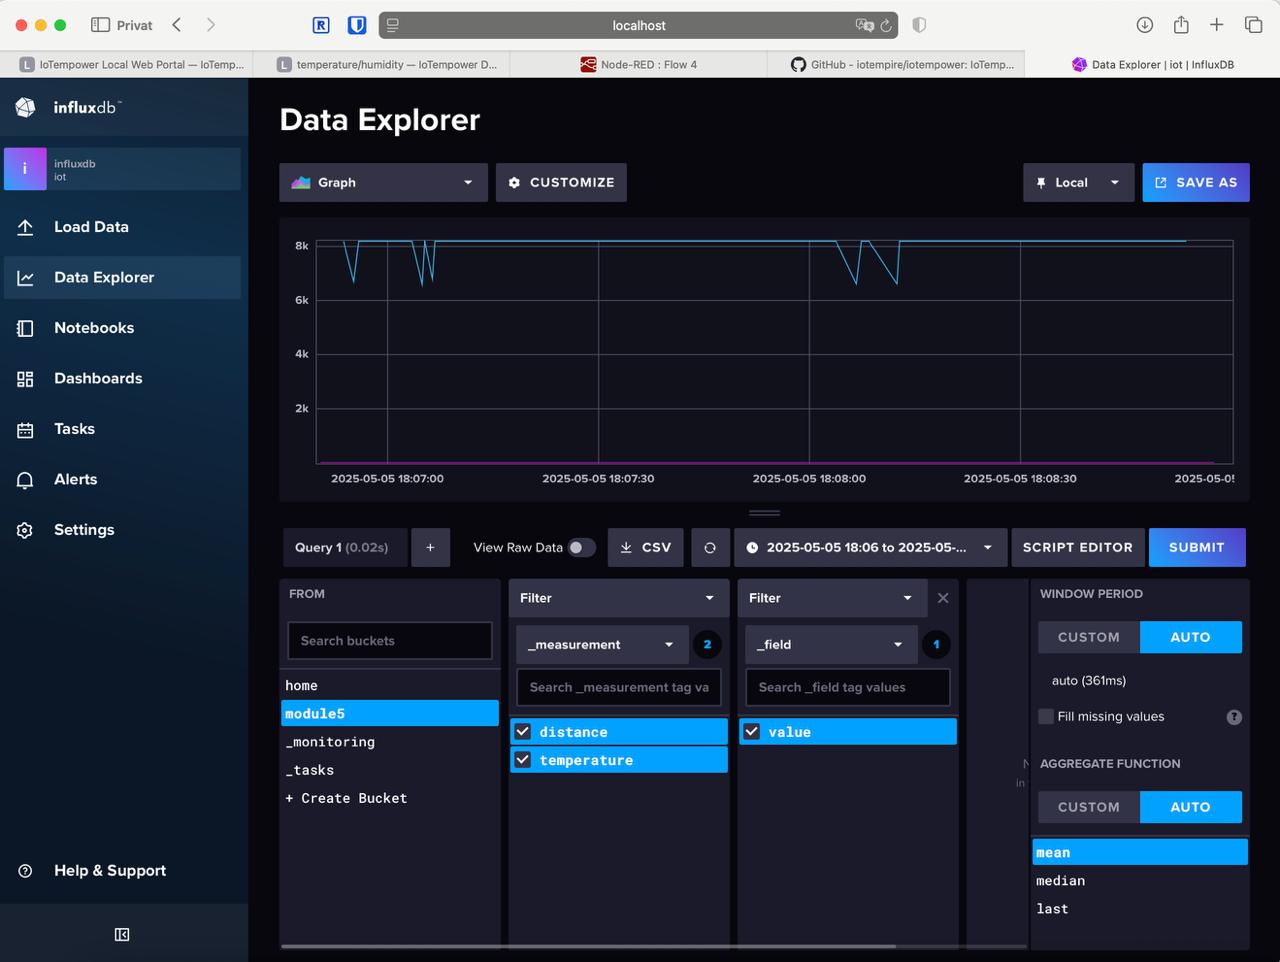 Privat
localhost
IoTempower Local Web Portal — IoTemp...
temperature/humidity — IoTempower D...
Node-RED : Flow 4
GitHub - iotempire/iotempower: IoTemp...
Data Explorer | iot | InfluxDB
influxdb™
influxdb
iot
Load Data
Data Explorer
Notebooks
Dashboards
Tasks
Alerts
Settings
Help & Support
Data Explorer
Graph
CUSTOMIZE
Local
SAVE AS
8k
6k
4k
2k
2025-05-05 18:07:00
2025-05-05 18:07:30
2025-05-05 18:08:00
2025-05-05 18:08:30
2025-05-0!
Query 1 (0.02s)
+
View Raw Data
CSV
2025-05-05 18:06 to 2025-05-...
SCRIPT EDITOR
SUBMIT
FROM
Search buckets
home
module5
_monitoring
_tasks
+ Create Bucket
Filter
_measurement
2
Search _measurement tag va
distance
temperature
Filter
_field
1
Search _field tag values
value
in
WINDOW PERIOD
CUSTOM
AUTO
auto (361ms)
Fill missing values
?
AGGREGATE FUNCTION
CUSTOM
AUTO
mean
median
last